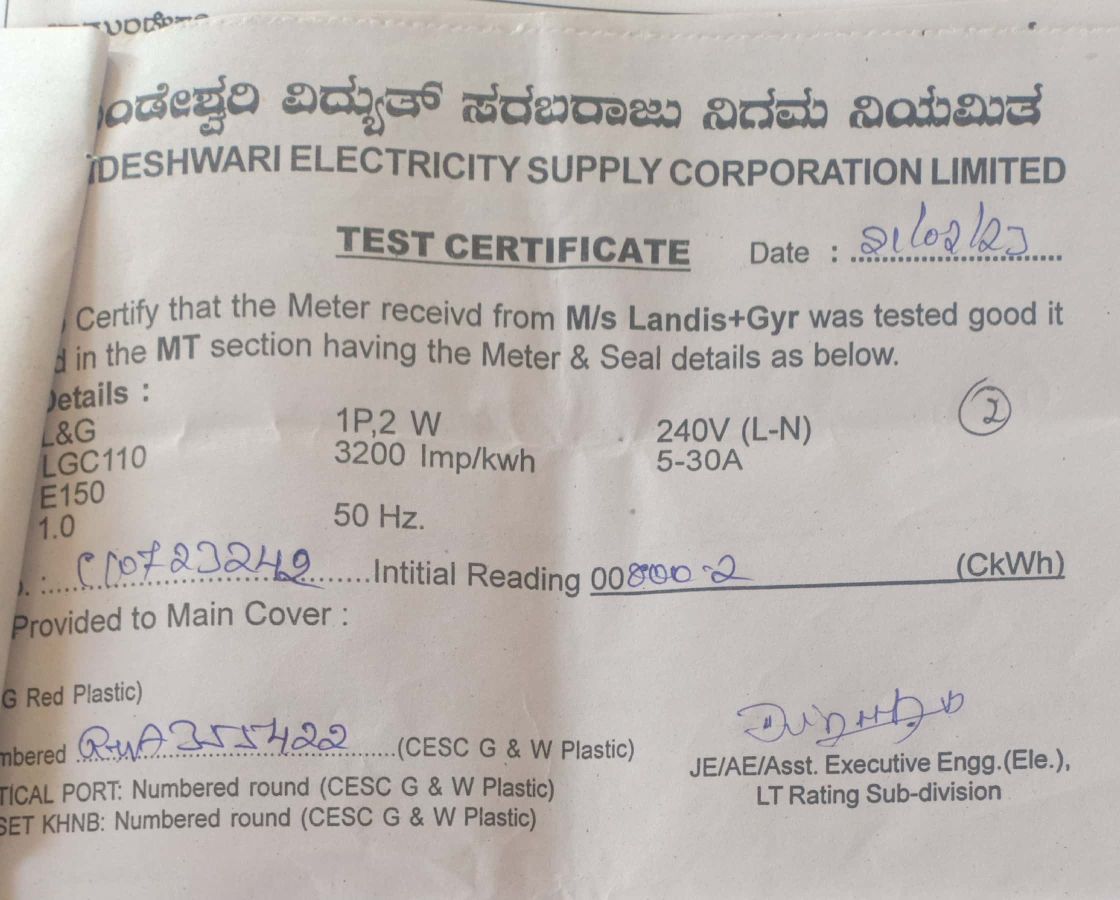 ಂಡೇಶ್ವರಿ ವಿದ್ಯುತ್ ಸರಬರಾಜು ನಿಗಮ ನಿಯಮಿತ
DESHWARI ELECTRICITY SUPPLY CORPORATION LIMITED
TEST CERTIFICATE Date : 21/02/23
Certify that the Meter receivd from M/s Landis+Gyr was tested good it
d in the MT section having the Meter & Seal details as below.
Details :
L&G 1P,2 W 240V (L-N)
LGC110 3200 Imp/kwh 5-30A
E150
1.0 50 Hz.
2
. : 0723242 Intitial Reading 00800.2 (CkWh)
Provided to Main Cover :
G Red Plastic)
mbered 355422 (CESC G & W Plastic)
TICAL PORT: Numbered round (CESC G & W Plastic)
SET KHNB: Numbered round (CESC G & W Plastic)
JE/AE/Asst. Executive Engg.(Ele.),
LT Rating Sub-division